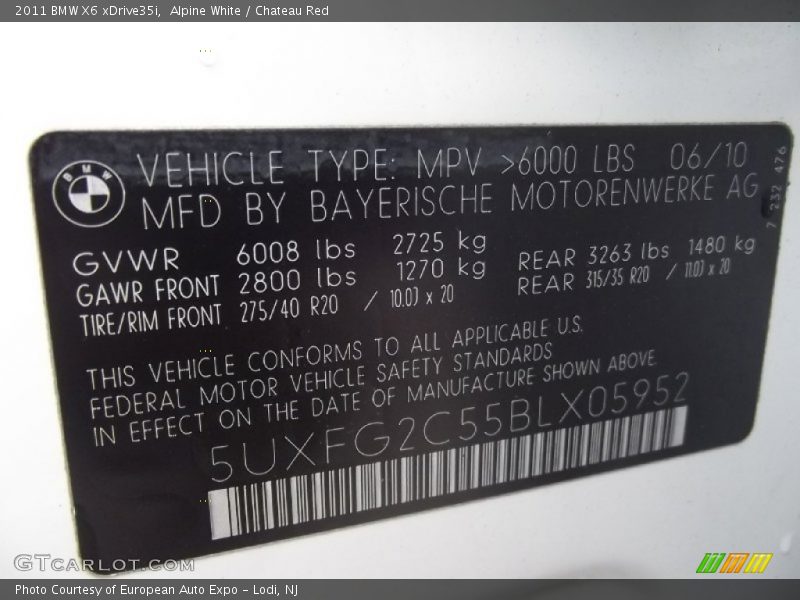 2011 BMW X6 xDrive35i,  Alpine White / Chateau Red
BMW
VEHICLE TYPE: MPV >6000 LBS 06/10
MFD BY BAYERISCHE MOTORENWERKE AG
7 232 476
GVWR 6008 lbs 2725 kg
GAWR FRONT 2800 lbs 1270 kg REAR 3263 lbs 1480 kg
TIRE/RIM FRONT 275/40 R20 / 10.0J x 20 REAR 315/35 R20 / 11.0J x 20
THIS VEHICLE CONFORMS TO ALL APPLICABLE U.S.
FEDERAL MOTOR VEHICLE SAFETY STANDARDS
IN EFFECT ON THE DATE OF MANUFACTURE SHOWN ABOVE.
5UXFG2C55BLX05952
GTCARLOT.COM
Photo Courtesy of European Auto Expo - Lodi, NJ